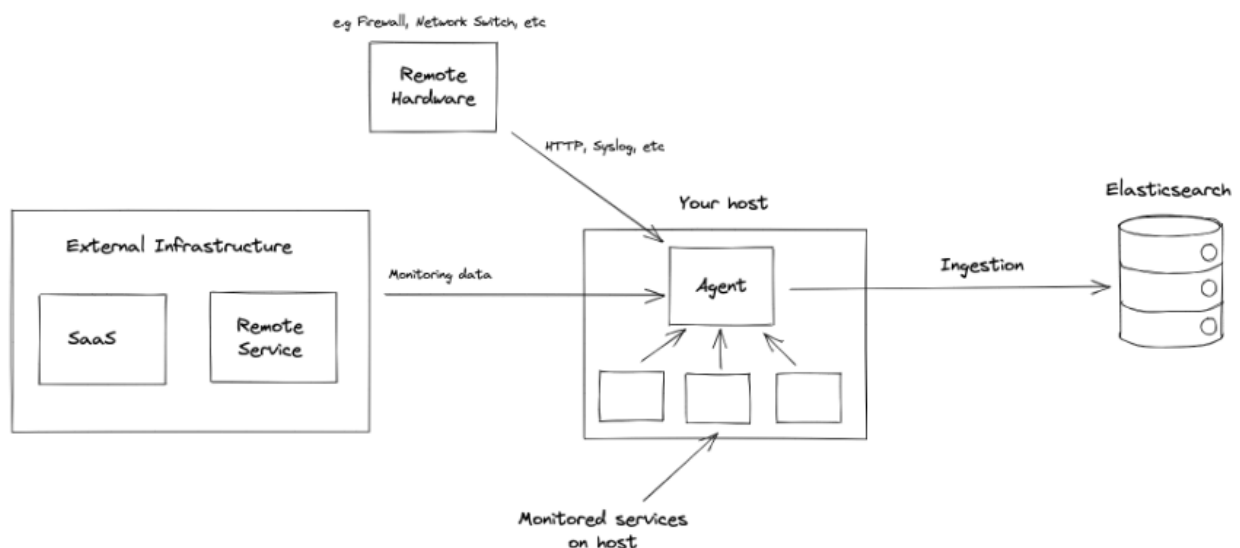 e.g Firewall, Network Switch, etc
Remote
Hardware
HTTP, Syslog, etc
Your host
Elasticsearch
External Infrastructure
Monitoring data
Agent
Ingestion
SaaS
Remote
Service
Monitored services
on host